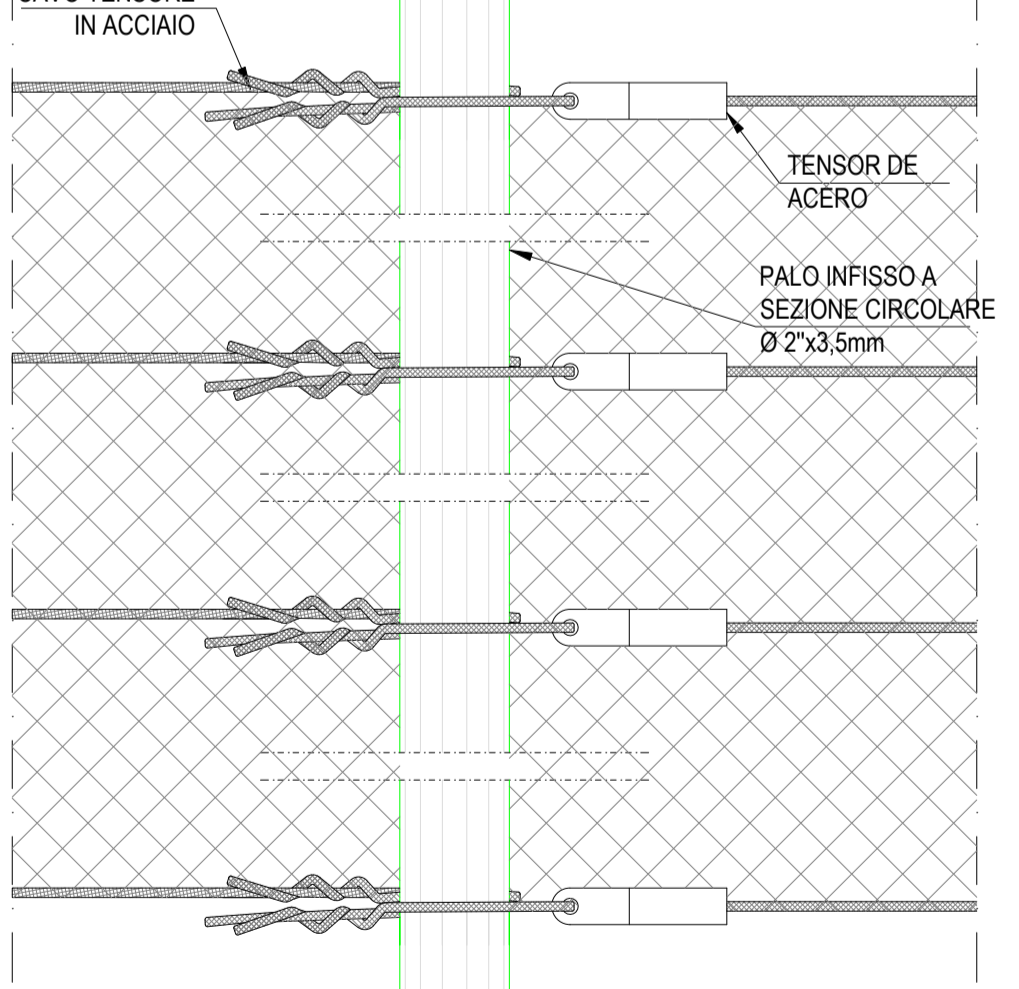 IN ACCIAIO
TENSOR DE
ACERO
PALO INFISSO A
SEZIONE CIRCOLARE
Ø 2"x3,5mm